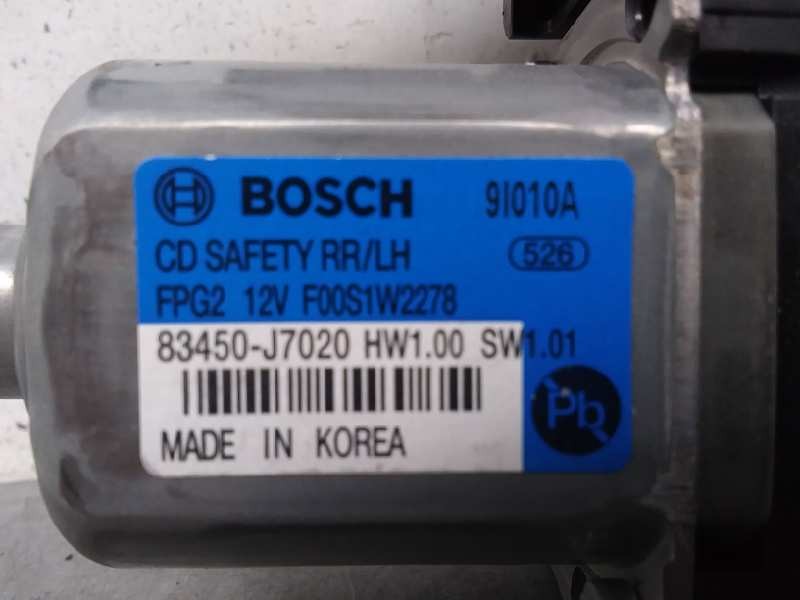 BOSCH 9I010A
CD SAFETY RR/LH 526
FPG2 12V F00S1W2278
83450-J7020 HW1.00 SW1.01
Pb
MADE IN KOREA